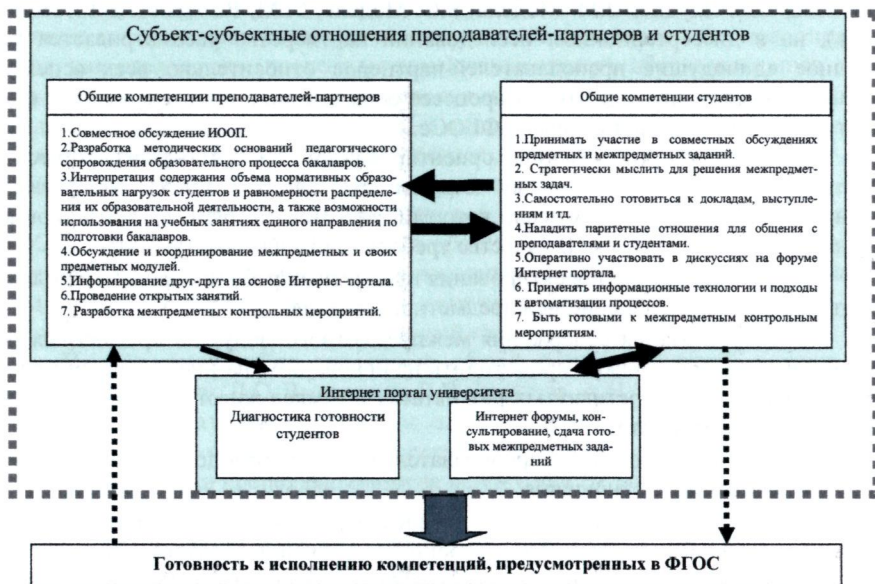 Субъект-субъектные отношения преподавателей-партнеров и студентов
Общие компетенции преподавателей-партнеров
1.Совместное обсуждение ИООП.
2.Разработка методических оснований педагогического
сопровождения образовательного процесса бакалавров.
3.Интерпретация содержания объема нормативных образо-
вательных нагрузок студентов и равномерности распределе-
ния их образовательной деятельности, а также возможности
использования на учебных занятиях единого направления по
подготовки бакалавров.
4.Обсуждение и координирование межпредметных и своих
предметных модулей.
5.Информирование друг-друга на основе Интернет–портала.
6.Проведение открытых занятий.
7. Разработка межпредметных контрольных мероприятий.
Общие компетенции студентов
1.Принимать участие в совместных обсуждениях
предметных и межпредметных заданий.
2. Стратегически мыслить для решения межпредмет-
ных задач.
3.Самостоятельно готовиться к докладам, выступле-
ниям и тд.
4.Наладить паритетные отношения для общения с
преподавателями и студентами.
5.Оперативно участвовать в дискуссиях на форуме
Интернет портала.
6. Применять информационные технологии и подходы
к автоматизации процессов.
7. Быть готовыми к межпредметным контрольным
мероприятиям.
Интернет портал университета
Диагностика готовности
студентов
Интернет форумы, кон-
сультирование, сдача гото-
вых межпредметных зада-
ний
Готовность к исполнению компетенций, предусмотренных в ФГОС